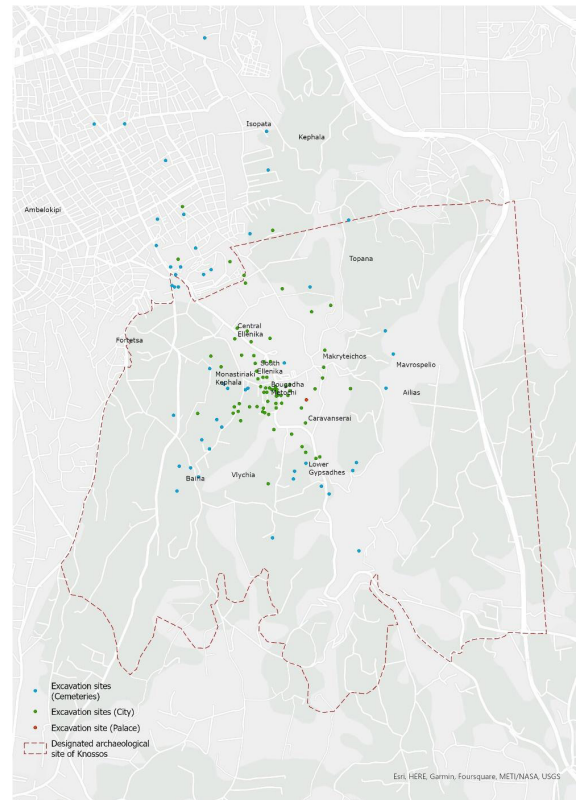 Isopata
Kephala
Ambelokipi
Topana
Central
Ellenika
Fortetsa
Makryteichos
South
Ellenika
Mavrospelio
Monastiriaki
Kephala
Bougadha
Metochi
Ailias
Caravanserai
Lower
Gypsadhes
Vlychia
Bairia
Excavation sites
(Cemeteries)
Excavation sites (City)
Excavation site (Palace)
Designated archaeological
site of Knossos
Esri, HERE, Garmin, Foursquare, METI/NASA, USGS